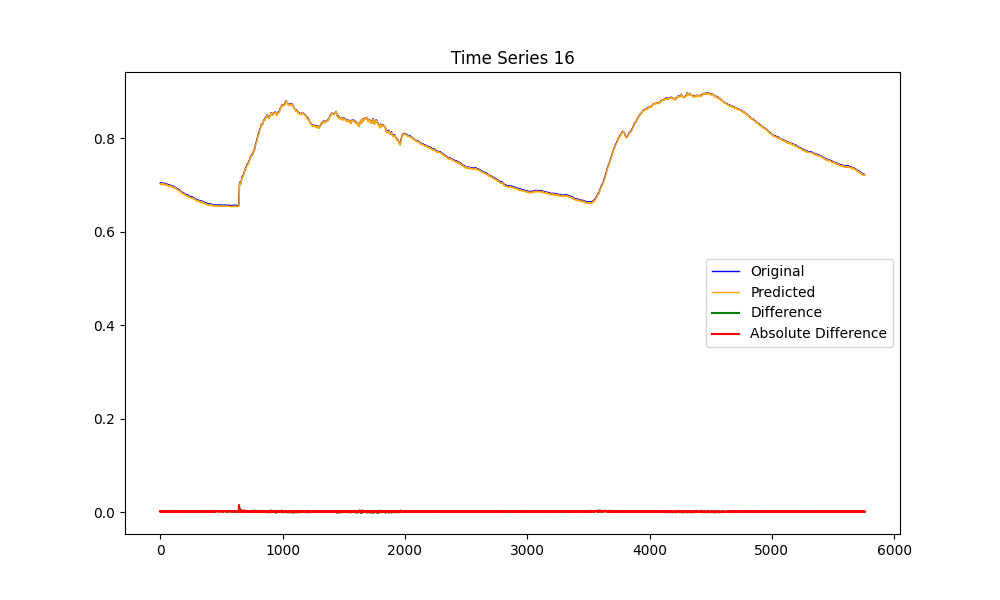 Time Series 16
0.8
0.6
0.4
0.2
0.0
Original
Predicted
Difference
Absolute Difference
0 1000 2000 3000 4000 5000 6000